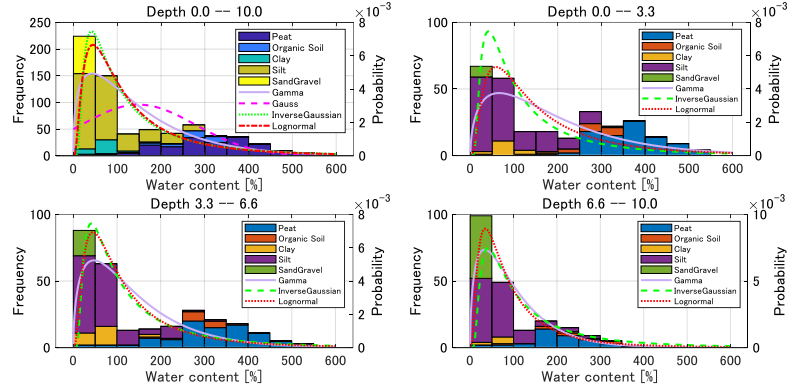 Depth 0.0 -- 10.0
×10⁻³
250
200
150
100
50
0
Frequency
8
6
4
2
0
Probability
Peat
Organic Soil
Clay
Silt
SandGravel
Gamma
Gauss
InverseGaussian
Lognormal
0 100 200 300 400 500 600
Water content [%]
Depth 0.0 -- 3.3
×10⁻³
100
50
0
Frequency
8
6
4
2
0
Probability
Peat
Organic Soil
Clay
Silt
SandGravel
Gamma
InverseGaussian
Lognormal
0 100 200 300 400 500 600
Water content [%]
Depth 3.3 -- 6.6
×10⁻³
100
50
0
Frequency
8
6
4
2
0
Probability
Peat
Organic Soil
Clay
Silt
SandGravel
Gamma
InverseGaussian
Lognormal
0 100 200 300 400 500 600
Water content [%]
Depth 6.6 -- 10.0
×10⁻³
100
50
0
Frequency
10
5
0
Probability
Peat
Organic Soil
Clay
Silt
SandGravel
Gamma
InverseGaussian
Lognormal
0 100 200 300 400 500 600
Water content [%]